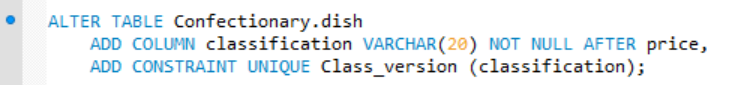 ALTER TABLE Confectionary.dish
ADD COLUMN classification VARCHAR(20) NOT NULL AFTER price,
ADD CONSTRAINT UNIQUE Class_version (classification);